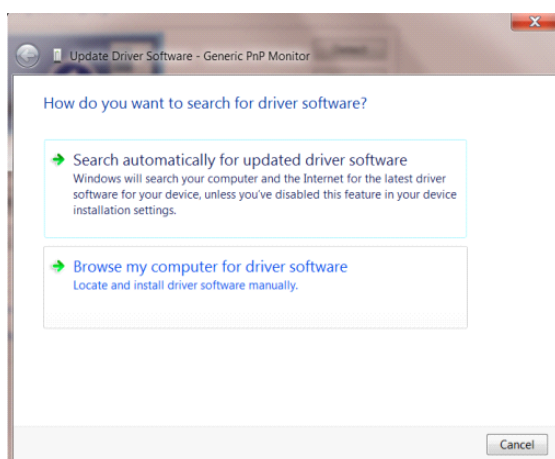 Update Driver Software - Generic PnP Monitor
How do you want to search for driver software?
Search automatically for updated driver software
Windows will search your computer and the Internet for the latest driver
software for your device, unless you've disabled this feature in your device
installation settings.
Browse my computer for driver software
Locate and install driver software manually.
Cancel